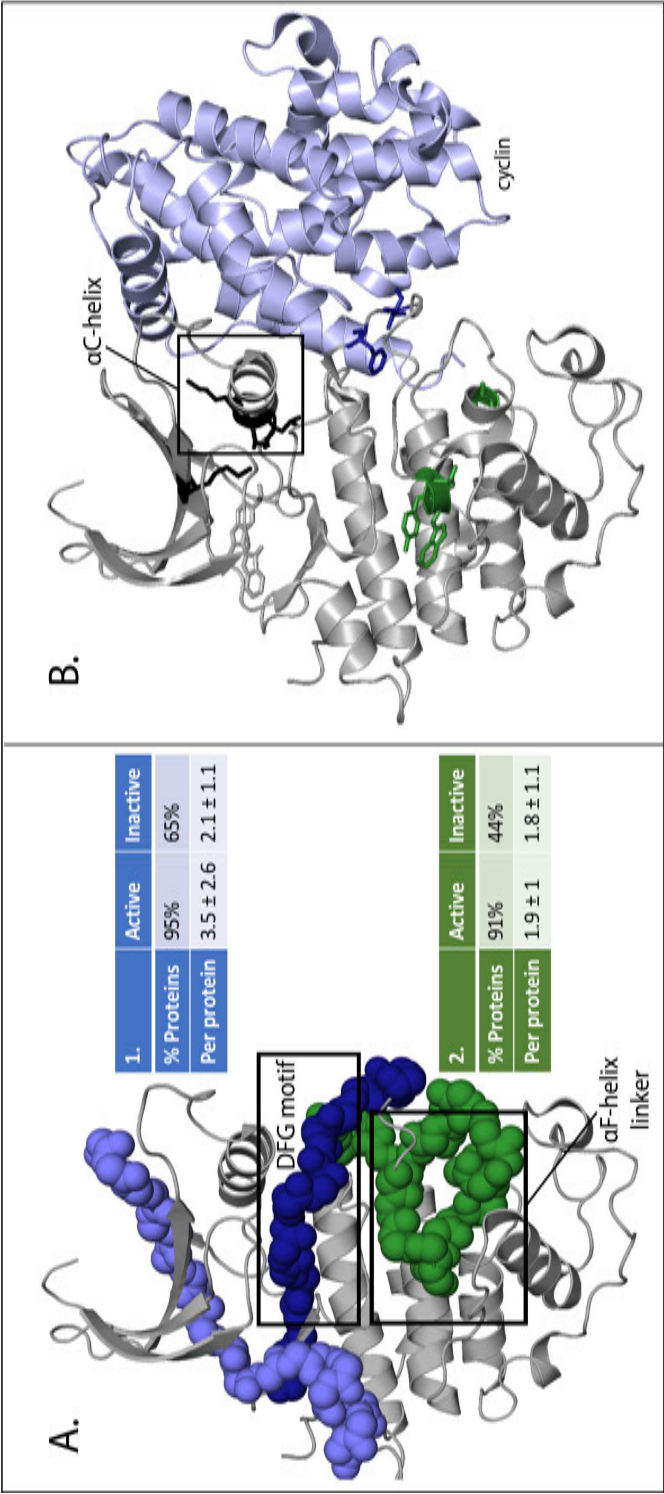 A.
1. Active Inactive
% Proteins 95% 65%
Per protein 3.5 ± 2.6 2.1 ± 1.1
DFG motif
2. Active Inactive
% Proteins 91% 44%
Per protein 1.9 ± 1 1.8 ± 1.1
αF-helix
linker
B.
αC-helix
cyclin